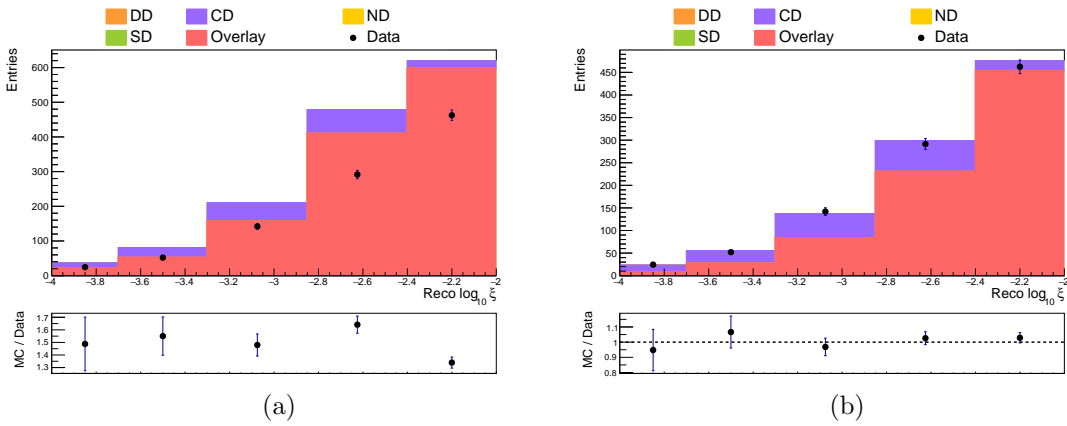 DD CD ND
SD Overlay Data
Entries
600
500
400
300
200
100
0
−4 −3.8 −3.6 −3.4 −3.2 −3 −2.8 −2.6 −2.4 −2.2 −2
Reco log10 ξ
MC / Data
1.7
1.6
1.5
1.4
1.3
(a)
DD CD ND
SD Overlay Data
Entries
450
400
350
300
250
200
150
100
50
0
−4 −3.8 −3.6 −3.4 −3.2 −3 −2.8 −2.6 −2.4 −2.2 −2
Reco log10 ξ
MC / Data
1.1
1
0.9
0.8
(b)